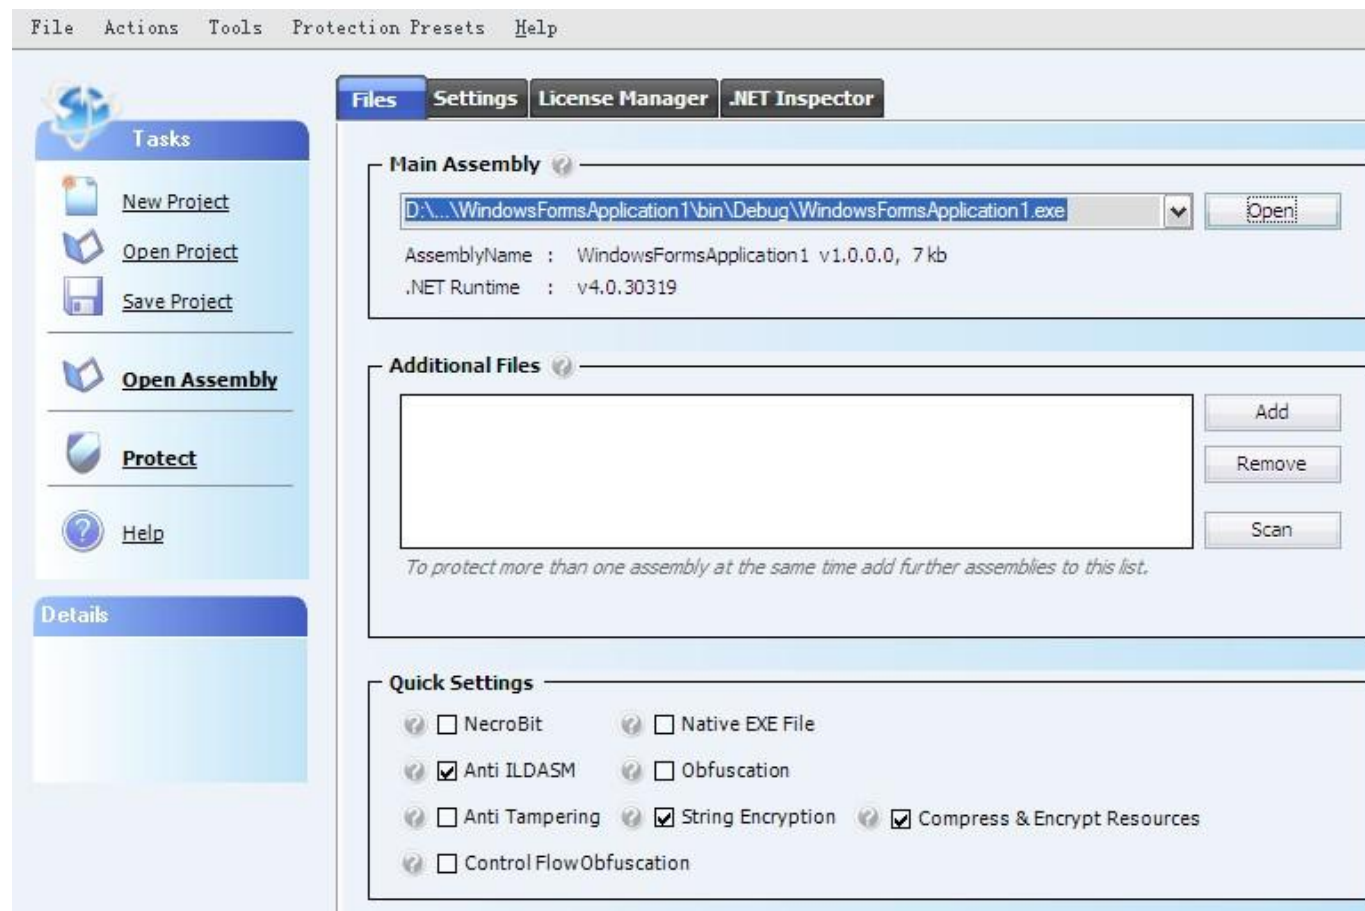 File Actions Tools Protection Presets Help
Files Settings License Manager .NET Inspector
Tasks
New Project
Open Project
Save Project
Open Assembly
Protect
Help
Details
Main Assembly
D:\...\WindowsFormsApplication1\bin\Debug\WindowsFormsApplication1.exe Open
AssemblyName : WindowsFormsApplication1 v1.0.0.0, 7 kb
.NET Runtime : v4.0.30319
Additional Files
Add
Remove
Scan
To protect more than one assembly at the same time add further assemblies to this list.
Quick Settings
NecroBit Native EXE File
Anti ILDASM Obfuscation
Anti Tampering String Encryption Compress & Encrypt Resources
Control Flow Obfuscation